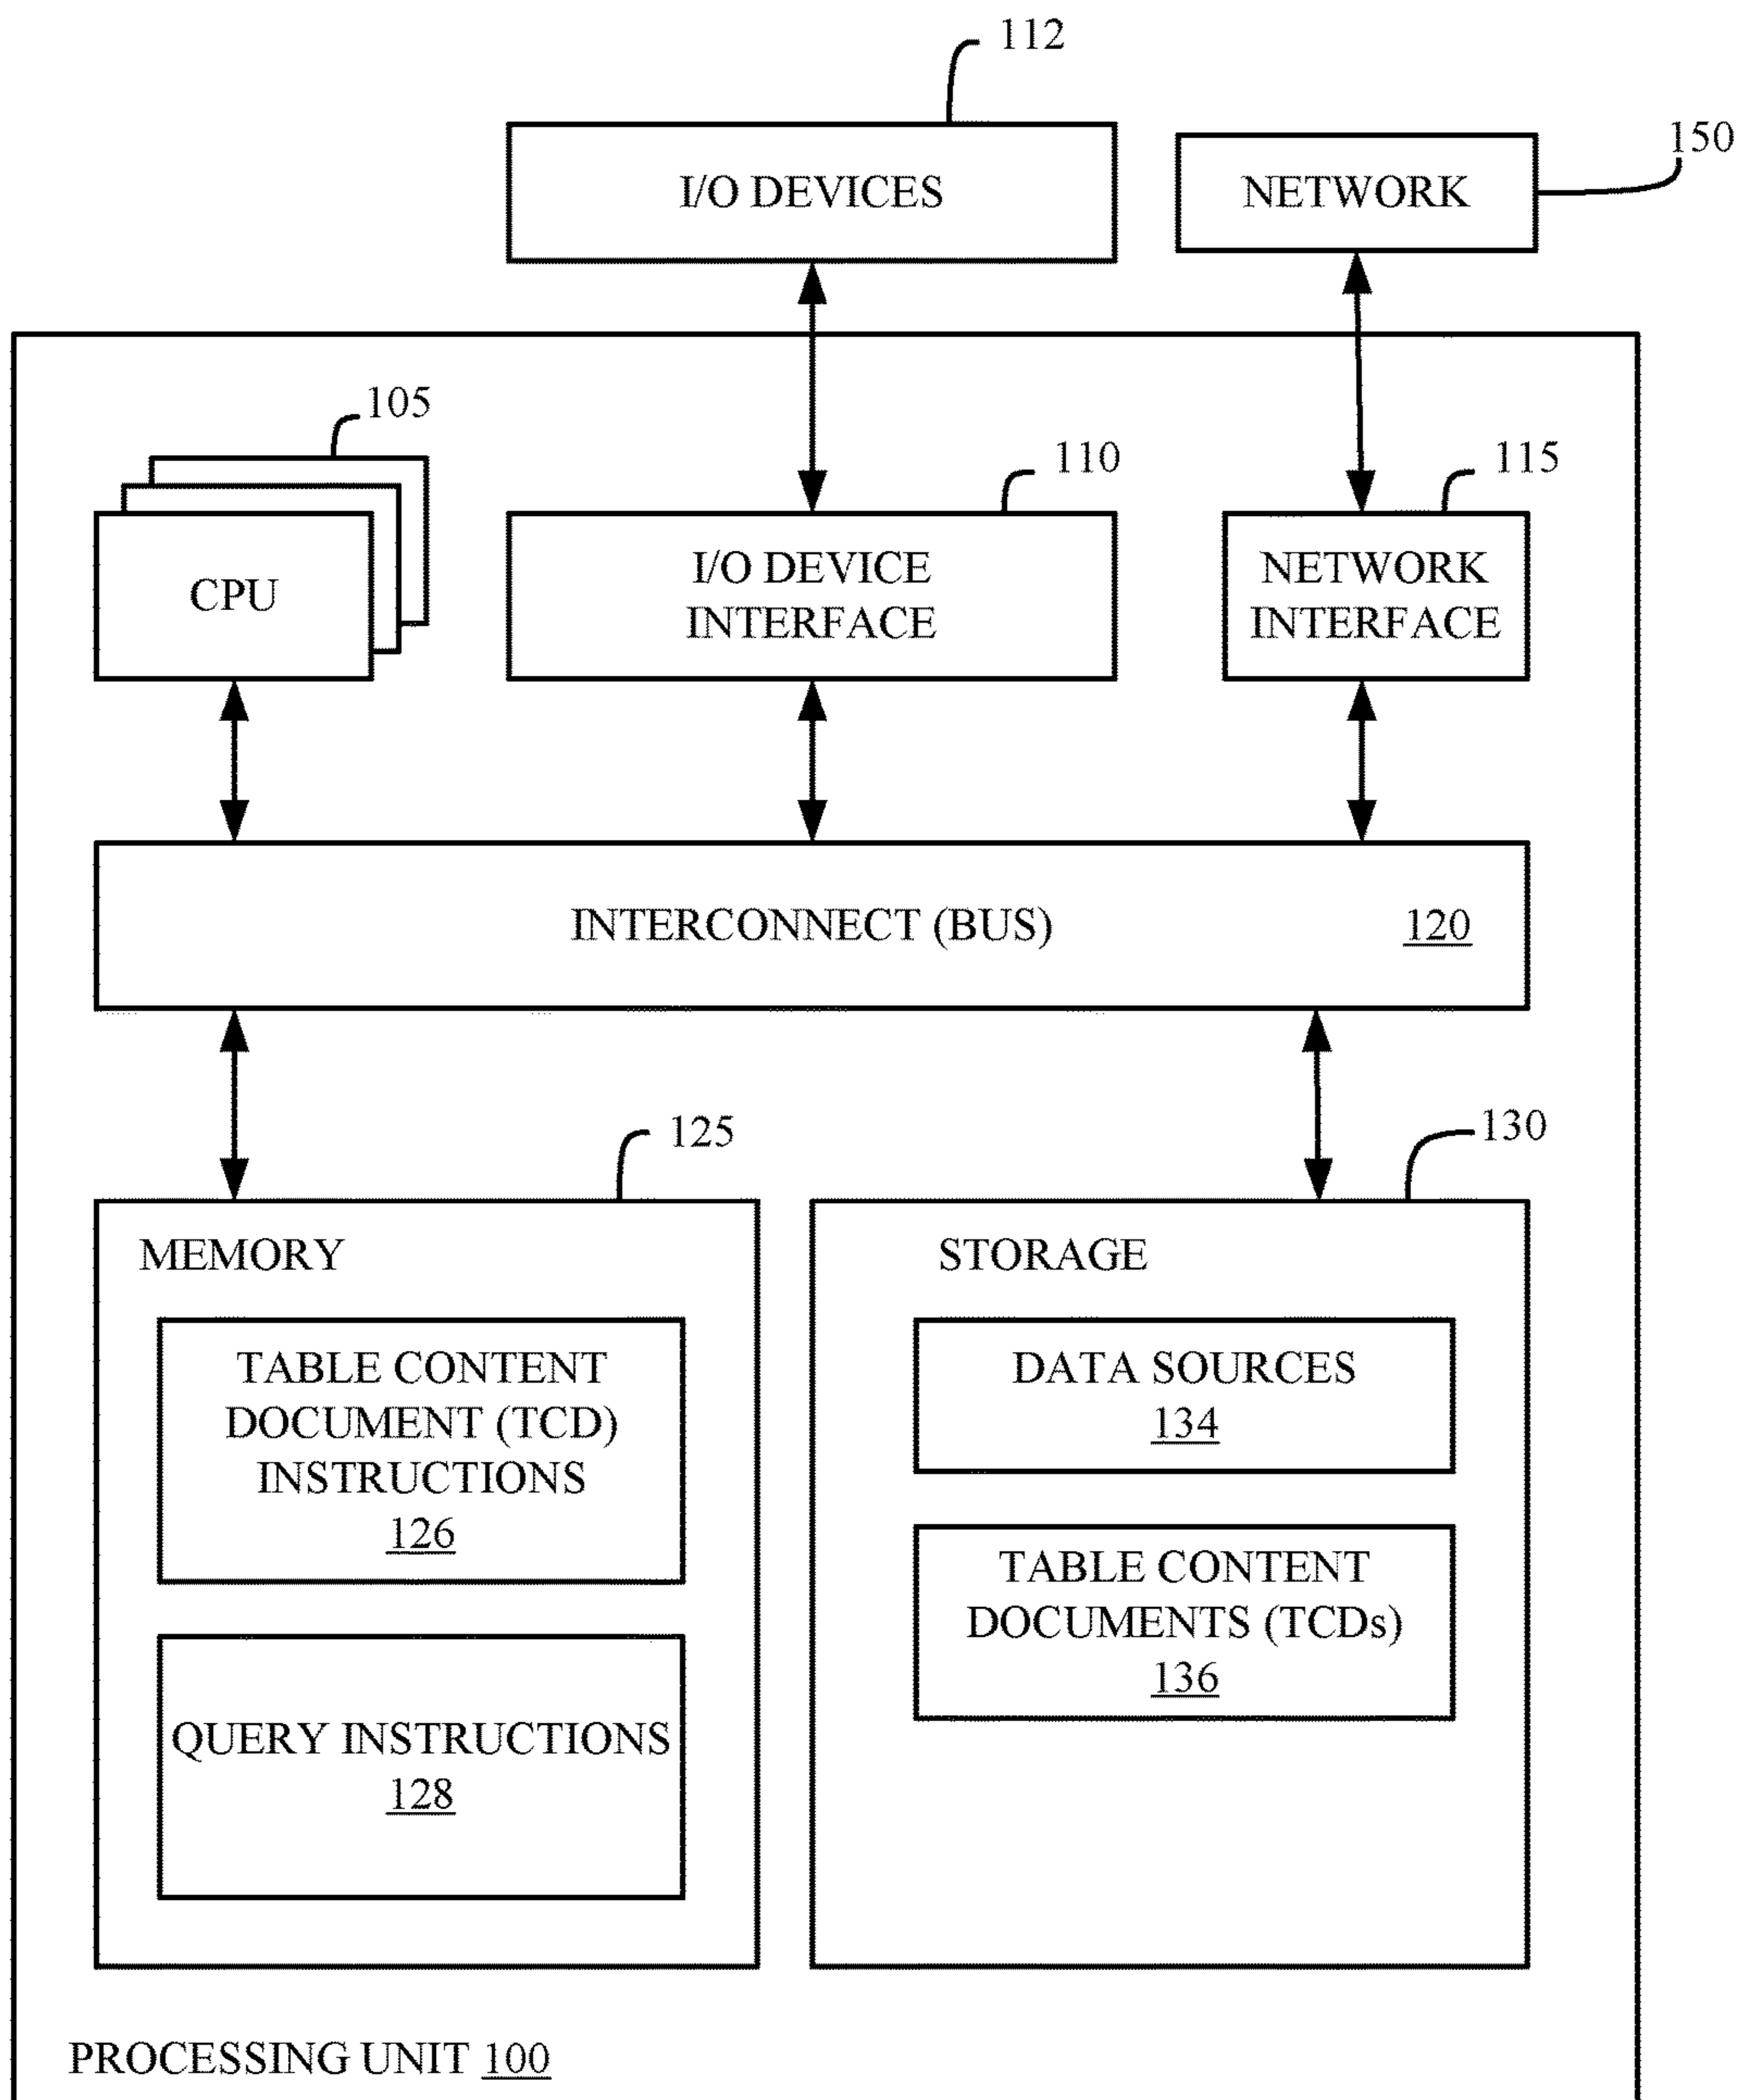 112
I/O DEVICES
NETWORK
150
105
110
115
CPU
I/O DEVICE
INTERFACE
NETWORK
INTERFACE
INTERCONNECT (BUS)
120
125
130
MEMORY
TABLE CONTENT
DOCUMENT (TCD)
INSTRUCTIONS
126
QUERY INSTRUCTIONS
128
STORAGE
DATA SOURCES
134
TABLE CONTENT
DOCUMENTS (TCDs)
136
PROCESSING UNIT 100